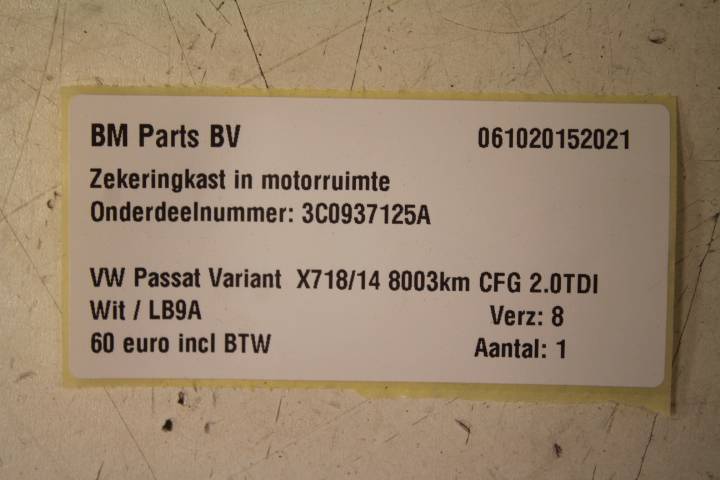 BM Parts BV 061020152021
Zekeringkast in motorruimte
Onderdeelnummer: 3C0937125A
VW Passat Variant X718/14 8003km CFG 2.0TDI
Wit / LB9A Verz: 8
60 euro incl BTW Aantal: 1